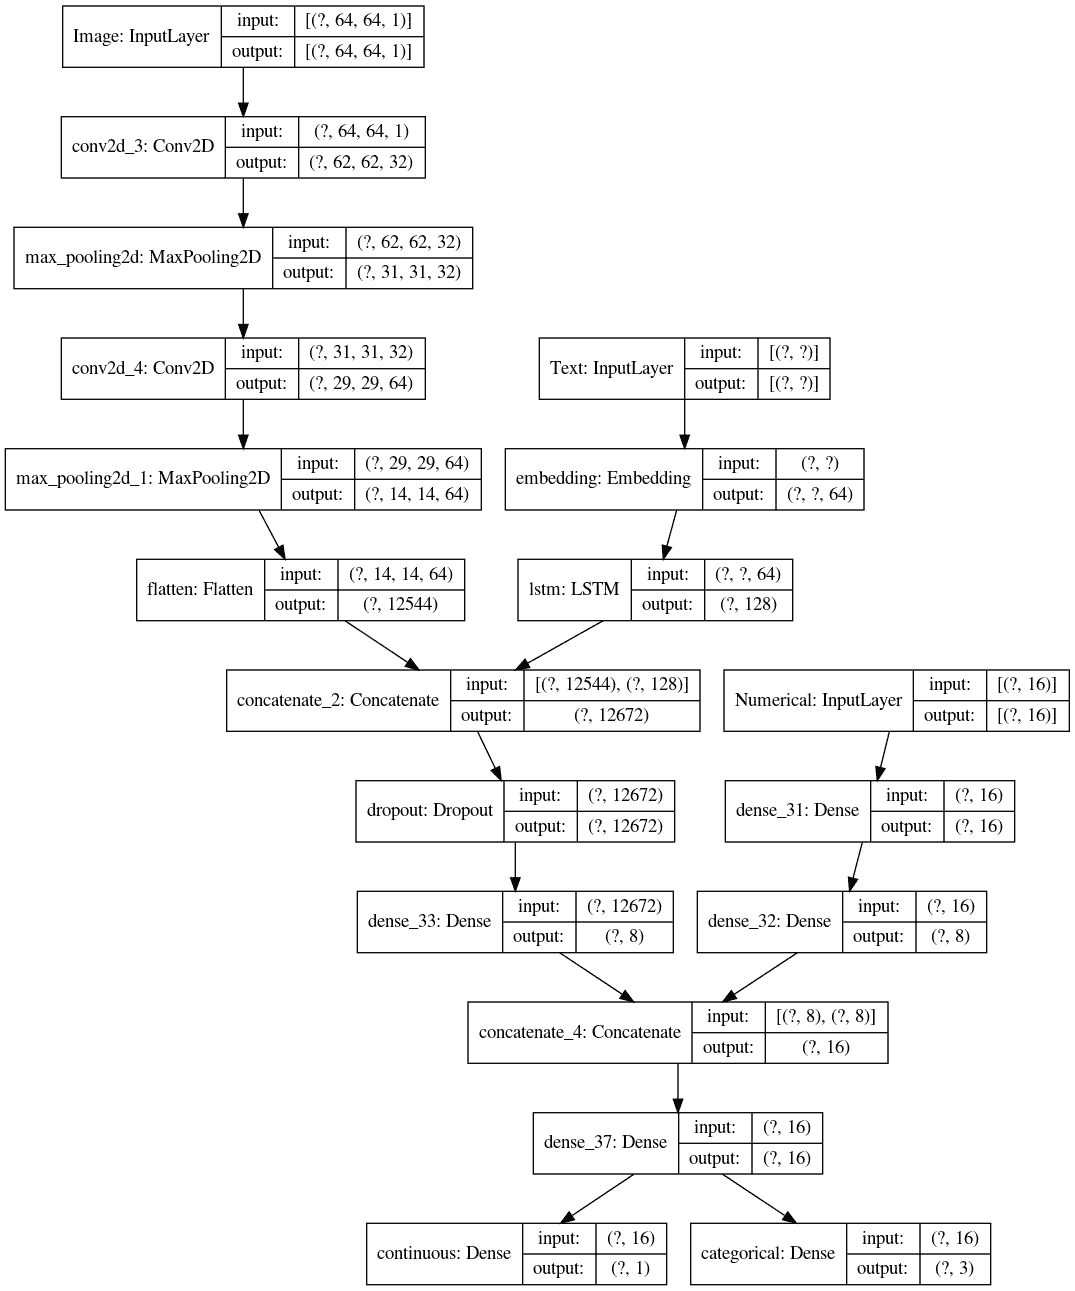 Image: InputLayer
input: [(?, 64, 64, 1)]
output: [(?, 64, 64, 1)]
conv2d_3: Conv2D
input: (?, 64, 64, 1)
output: (?, 62, 62, 32)
max_pooling2d: MaxPooling2D
input: (?, 62, 62, 32)
output: (?, 31, 31, 32)
conv2d_4: Conv2D
input: (?, 31, 31, 32)
output: (?, 29, 29, 64)
Text: InputLayer
input: [(?, ?)]
output: [(?, ?)]
max_pooling2d_1: MaxPooling2D
input: (?, 29, 29, 64)
output: (?, 14, 14, 64)
embedding: Embedding
input: (?, ?)
output: (?, ?, 64)
flatten: Flatten
input: (?, 14, 14, 64)
output: (?, 12544)
lstm: LSTM
input: (?, ?, 64)
output: (?, 128)
concatenate_2: Concatenate
input: [(?, 12544), (?, 128)]
output: (?, 12672)
Numerical: InputLayer
input: [(?, 16)]
output: [(?, 16)]
dropout: Dropout
input: (?, 12672)
output: (?, 12672)
dense_31: Dense
input: (?, 16)
output: (?, 16)
dense_33: Dense
input: (?, 12672)
output: (?, 8)
dense_32: Dense
input: (?, 16)
output: (?, 8)
concatenate_4: Concatenate
input: [(?, 8), (?, 8)]
output: (?, 16)
dense_37: Dense
input: (?, 16)
output: (?, 16)
continuous: Dense
input: (?, 16)
output: (?, 1)
categorical: Dense
input: (?, 16)
output: (?, 3)